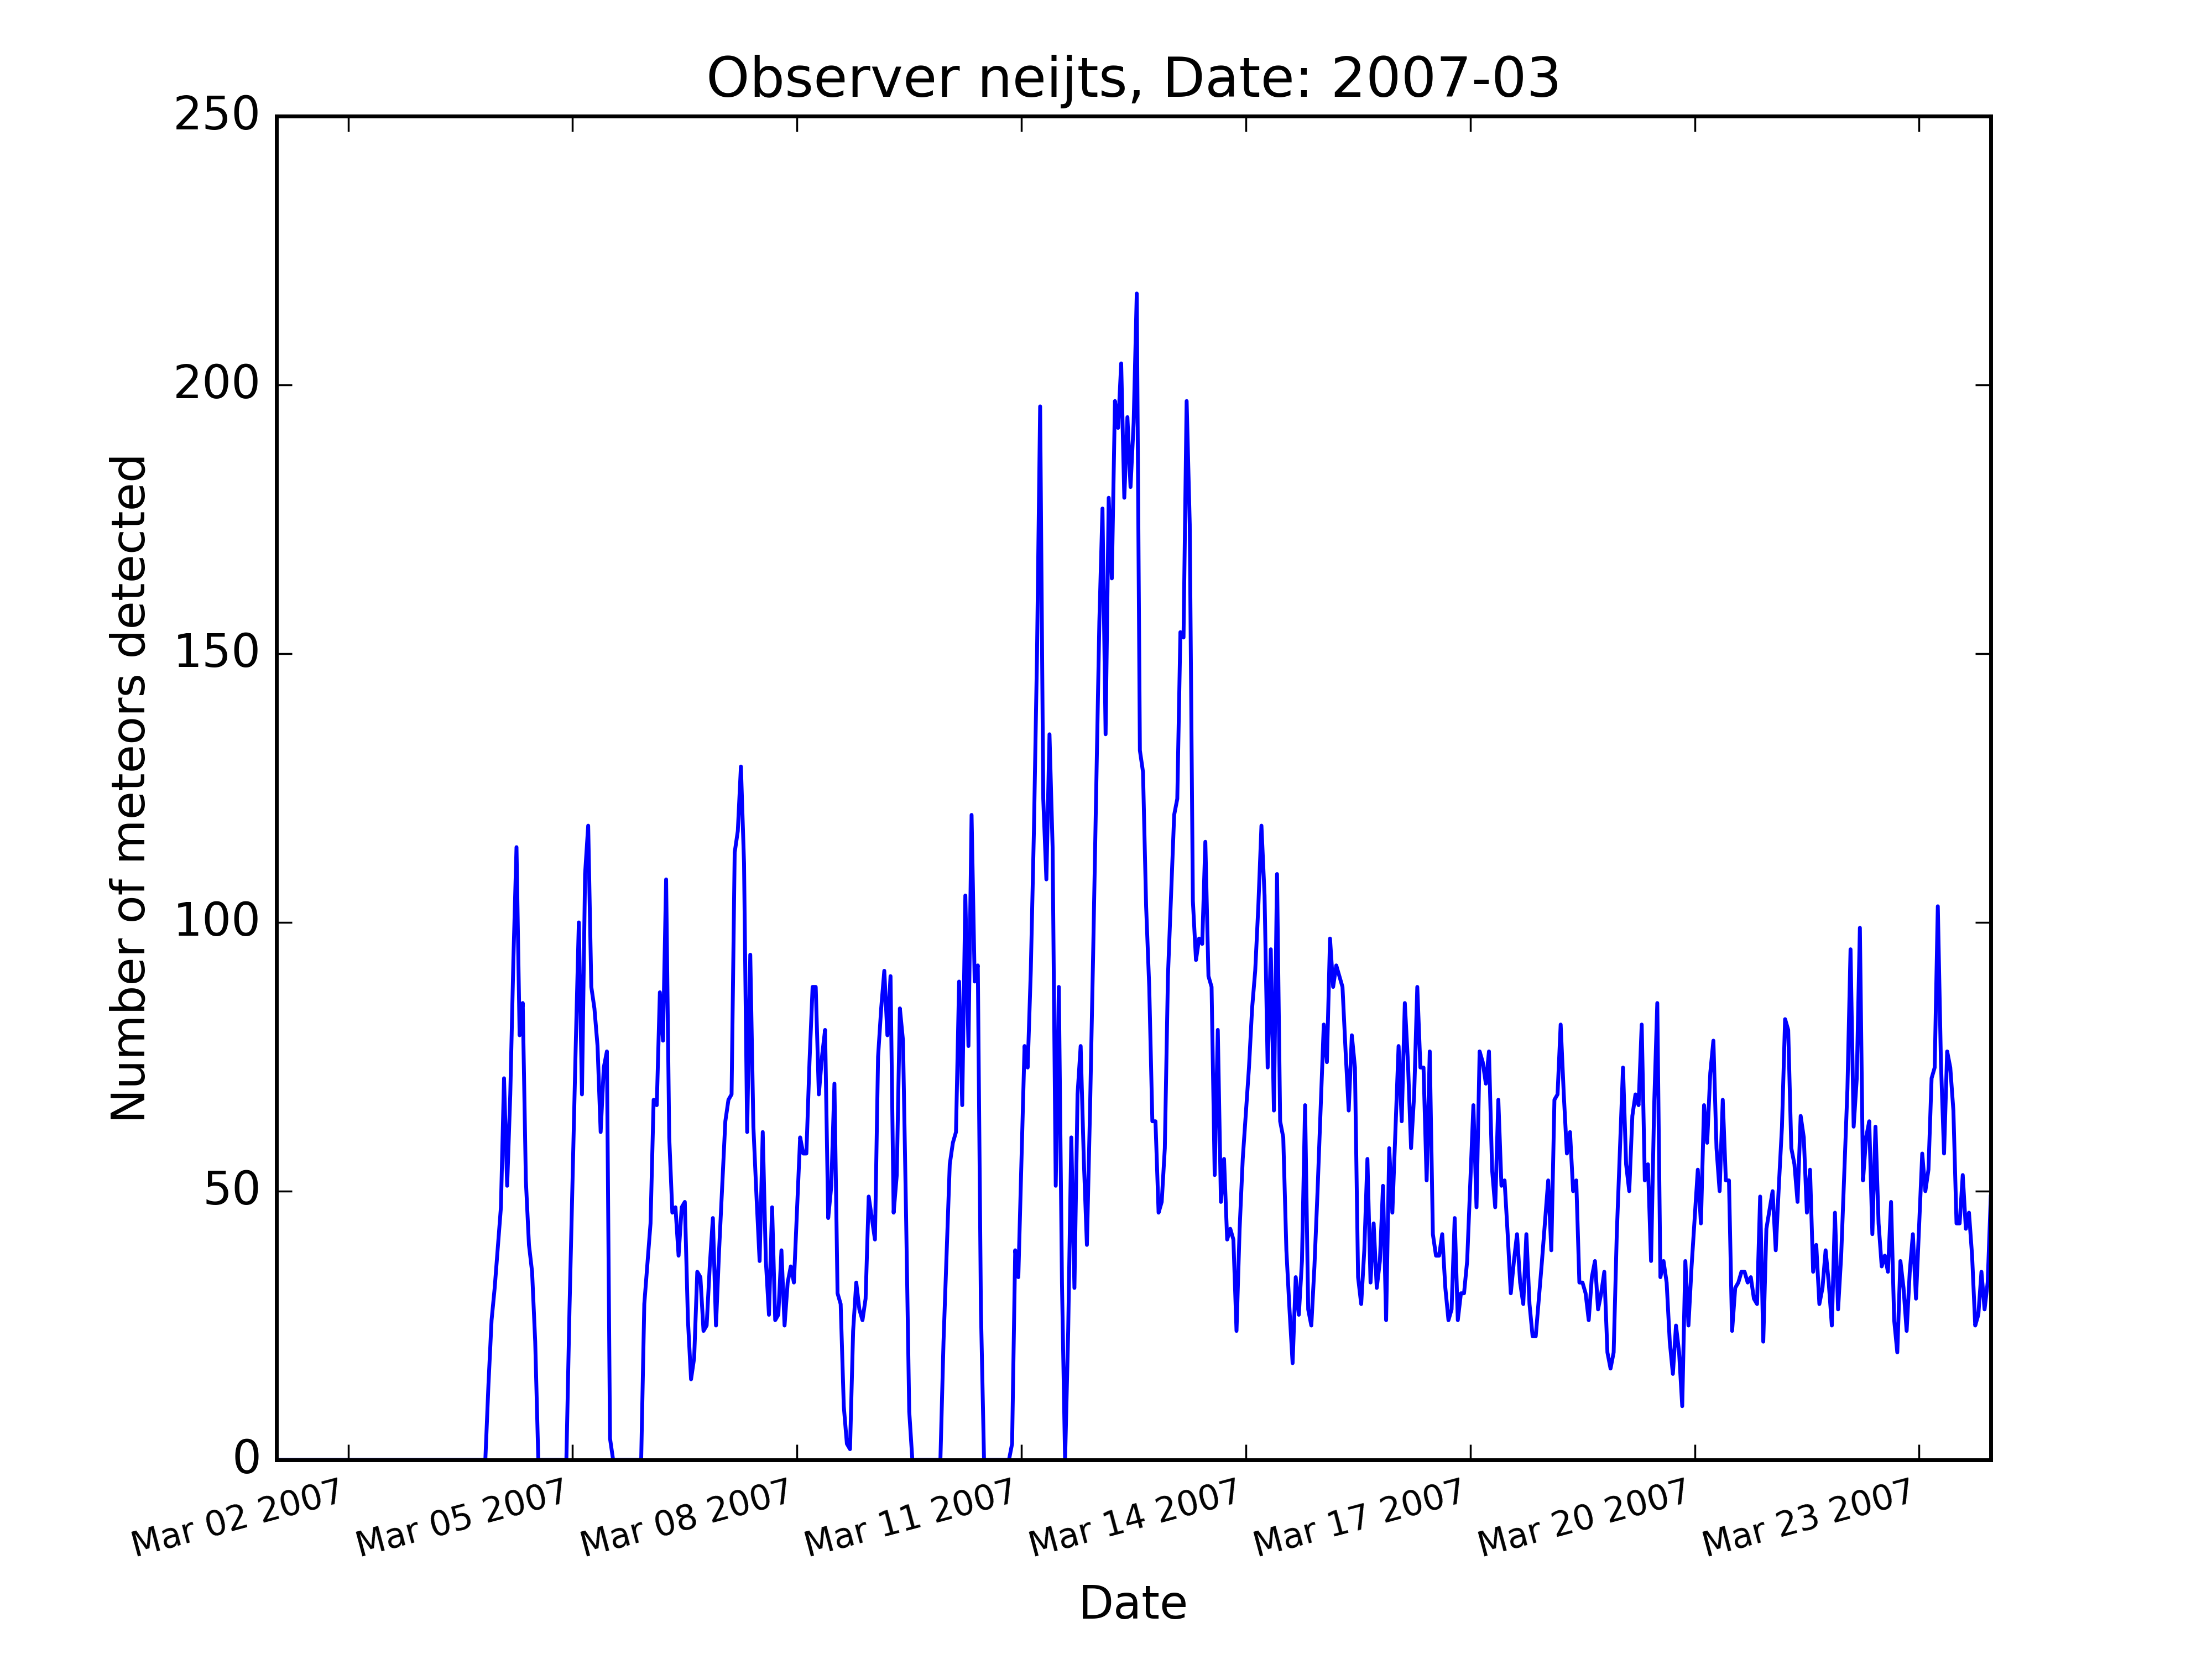 Observer neijts, Date: 2007-03
250
200
150
100
50
0
Number of meteors detected
Mar 02 2007
Mar 05 2007
Mar 08 2007
Mar 11 2007
Mar 14 2007
Mar 17 2007
Mar 20 2007
Mar 23 2007
Date